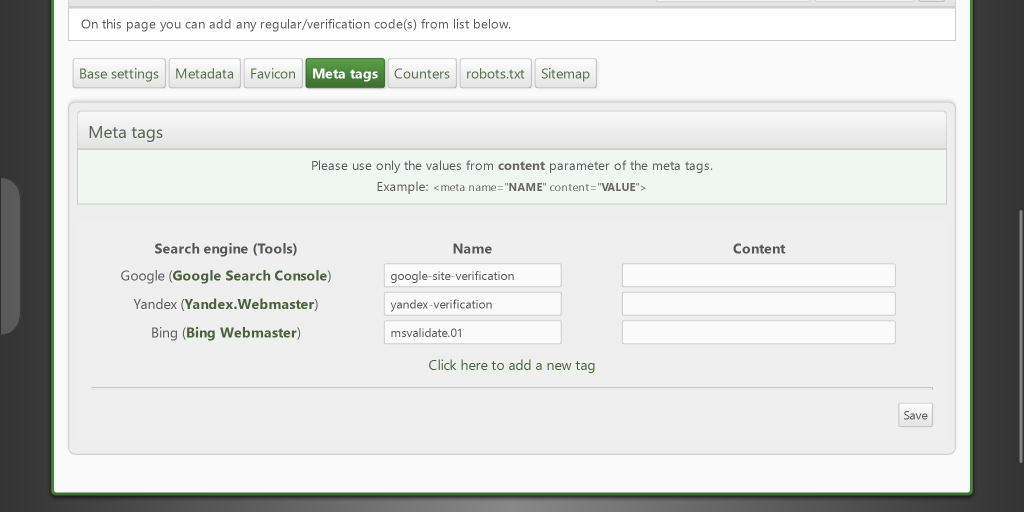 On this page you can add any regular/verification code(s) from list below.
Base settings Metadata Favicon Meta tags Counters robots.txt Sitemap
Meta tags
Please use only the values from content parameter of the meta tags.
Example: <meta name="NAME" content="VALUE">
Search engine (Tools) Name Content
Google (Google Search Console) google-site-verification
Yandex (Yandex.Webmaster) yandex-verification
Bing (Bing Webmaster) msvalidate.01
Click here to add a new tag
Save